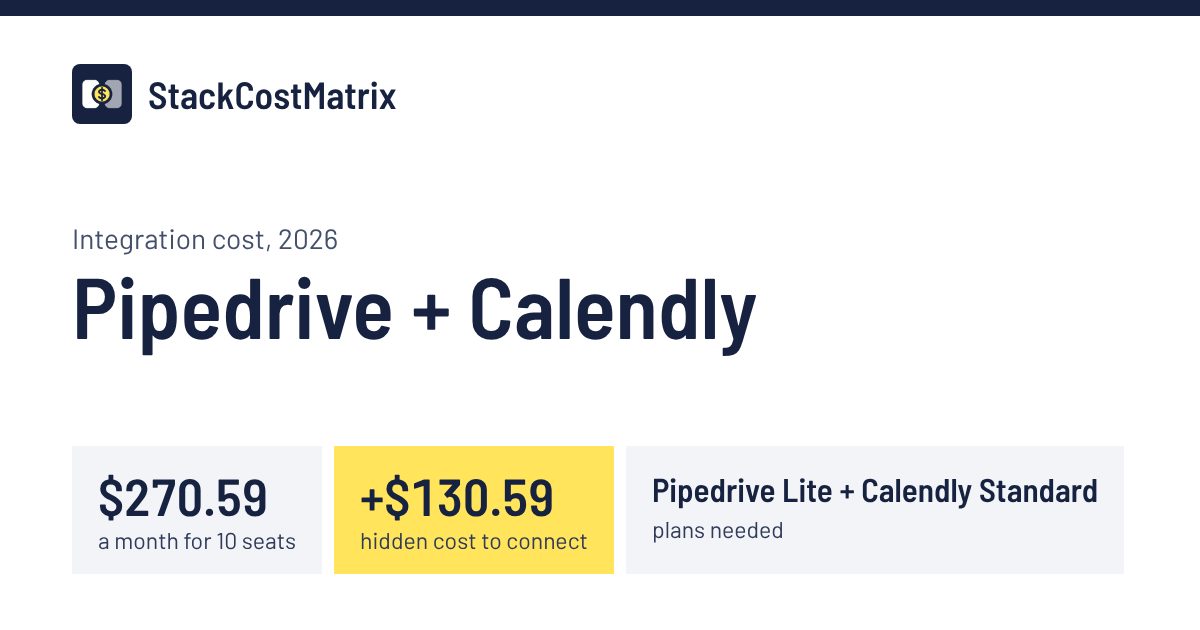 $
StackCostMatrix
Integration cost, 2026
Pipedrive + Calendly
$270.59
a month for 10 seats
+$130.59
hidden cost to connect
Pipedrive Lite + Calendly Standard
plans needed